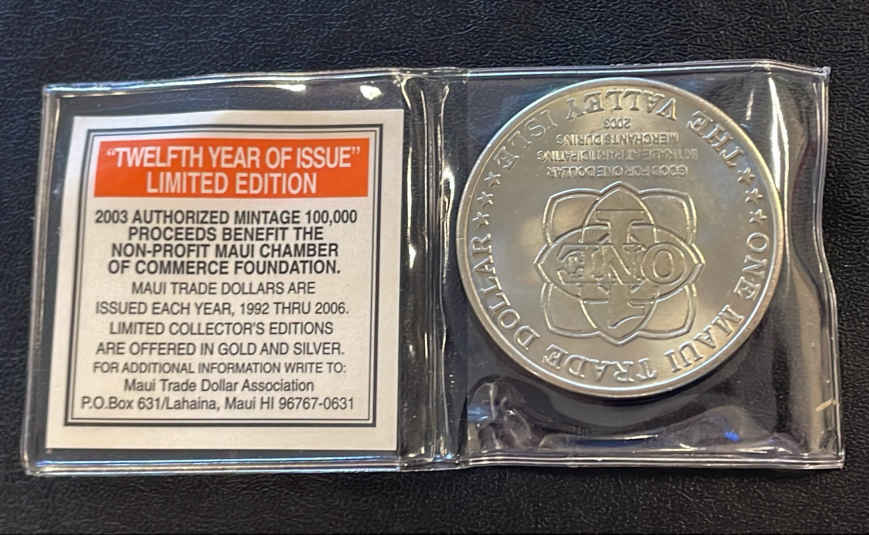 "TWELFTH YEAR OF ISSUE"
LIMITED EDITION
2003 AUTHORIZED MINTAGE 100,000
PROCEEDS BENEFIT THE
NON-PROFIT MAUI CHAMBER
OF COMMERCE FOUNDATION.
MAUI TRADE DOLLARS ARE
ISSUED EACH YEAR, 1992 THRU 2006.
LIMITED COLLECTOR'S EDITIONS
ARE OFFERED IN GOLD AND SILVER.
FOR ADDITIONAL INFORMATION WRITE TO:
Maui Trade Dollar Association
P.O.Box 631/Lahaina, Maui HI 96767-0631
ONE MAUI TRADE DOLLAR
ONE
1
GOOD FOR ONE DOLLAR
IN TRADE AT PARTICIPATING
MERCHANTS DURING
2003
THE VALLEY ISLE